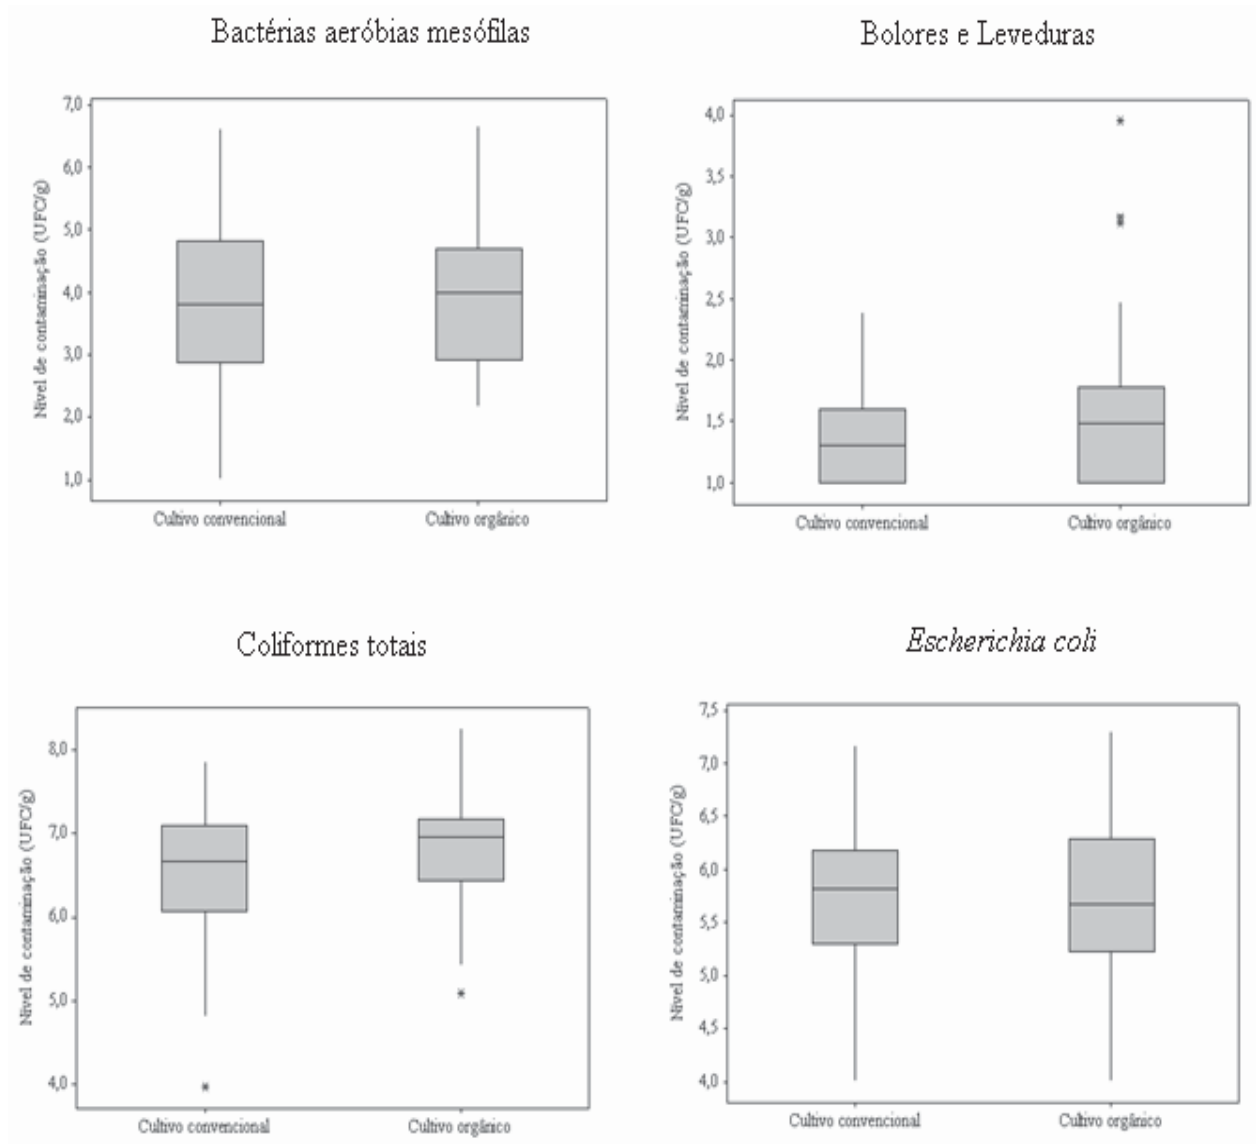 Bactérias aeróbias mesófilas
Nivel de contaminação (UFC/g)
7,0
6,0
5,0
4,0
3,0
2,0
1,0
Cultivo convencional
Cultivo orgânico
Bolores e Leveduras
Nivel de contaminação (UFC/g)
4,0
3,5
3,0
2,5
2,0
1,5
1,0
Cultivo convencional
Cultivo orgânico
Coliformes totais
Nivel de contaminação (UFC/g)
8,0
7,0
6,0
5,0
4,0
Cultivo convencional
Cultivo orgânico
Escherichia coli
Nivel de contaminação (UFC/g)
7,5
7,0
6,5
6,0
5,5
5,0
4,5
4,0
Cultivo convencional
Cultivo orgânico